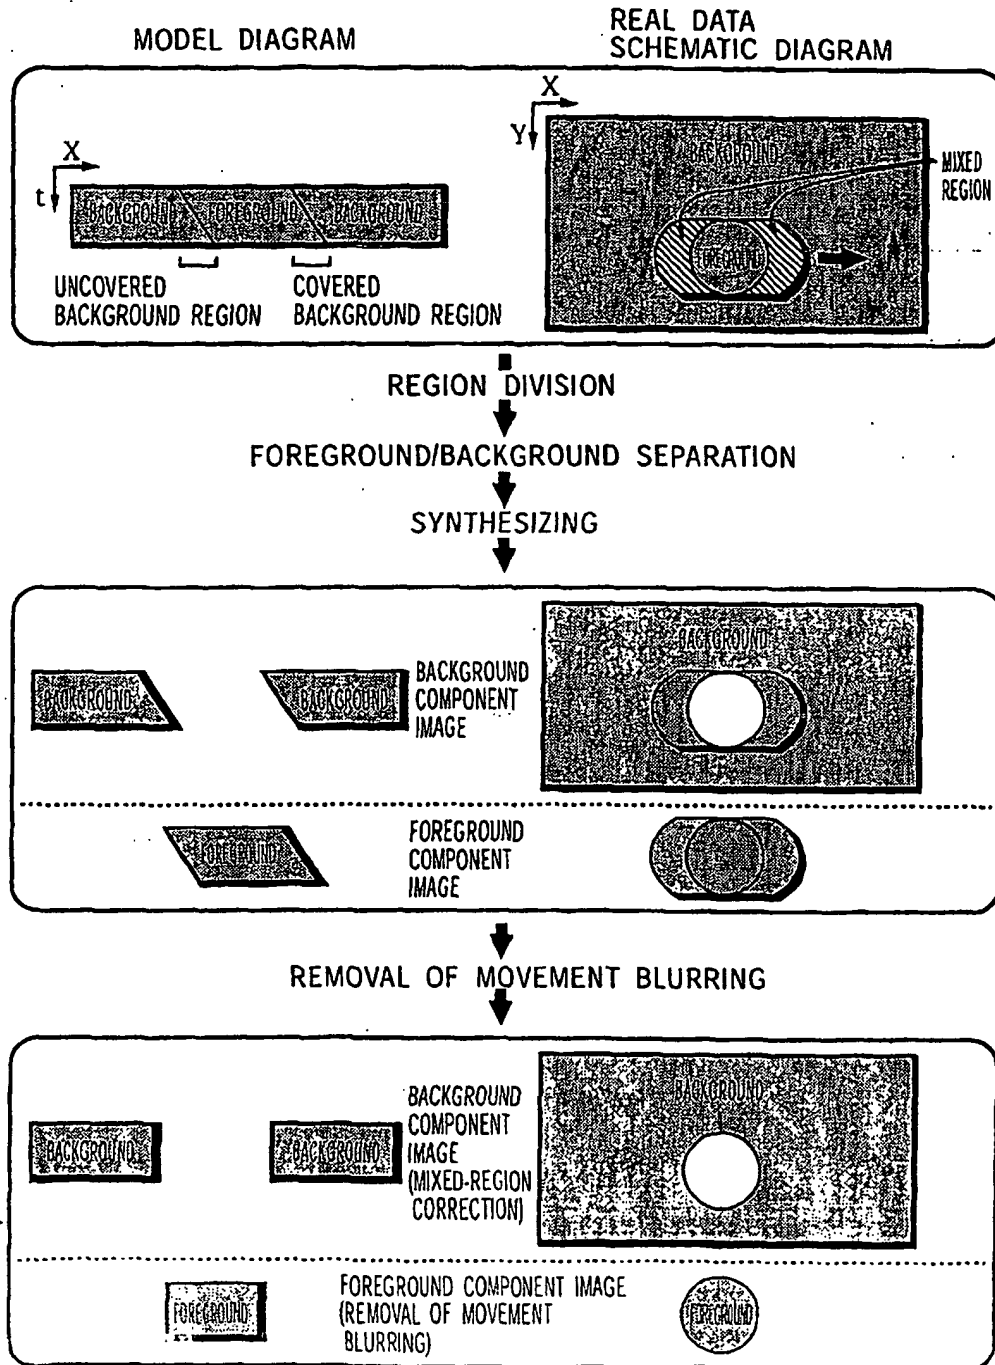 MODEL DIAGRAM
REAL DATA
SCHEMATIC DIAGRAM
X
t
BACKGROUND
FOREGROUND
BACKGROUND
UNCOVERED
BACKGROUND REGION
COVERED
BACKGROUND REGION
X
Y
BACKGROUND
MIXED
REGION
FOREGROUND
REGION DIVISION
FOREGROUND/BACKGROUND SEPARATION
SYNTHESIZING
BACKGROUND
BACKGROUND
BACKGROUND
COMPONENT
IMAGE
BACKGROUND
FOREGROUND
FOREGROUND
COMPONENT
IMAGE
REMOVAL OF MOVEMENT BLURRING
BACKGROUND
BACKGROUND
BACKGROUND
COMPONENT
IMAGE
(MIXED-REGION
CORRECTION)
BACKGROUND
FOREGROUND
FOREGROUND COMPONENT IMAGE
(REMOVAL OF MOVEMENT
BLURRING)
FOREGROUND